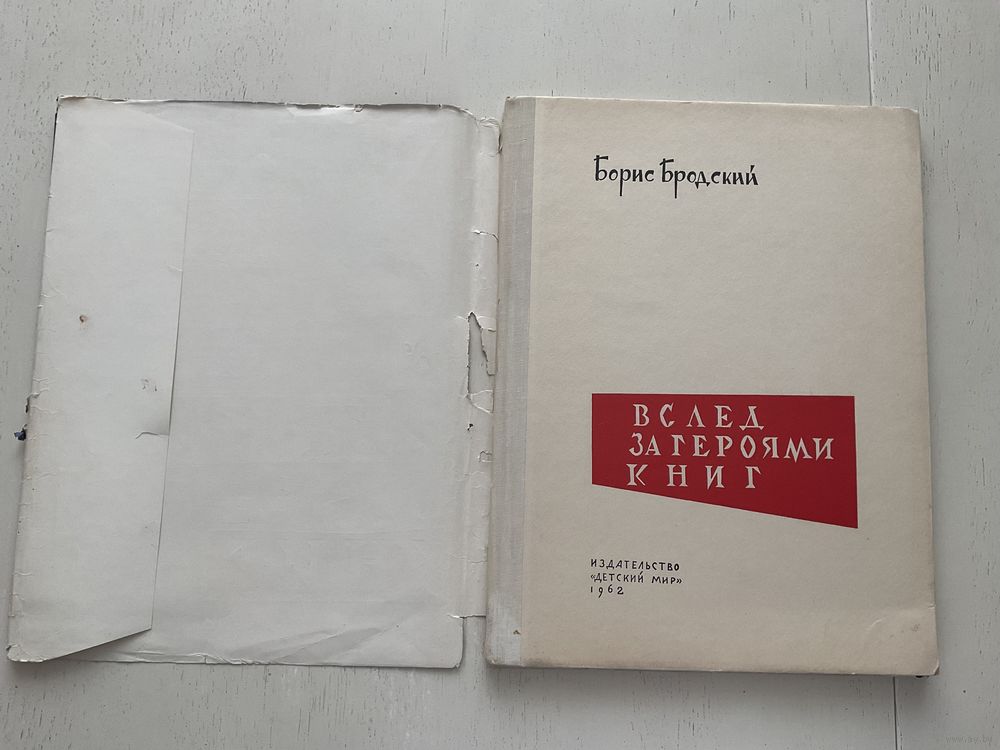 Борис Бродский
ВСЛЕД
ЗА ГЕРОЯМИ
КНИГ
ИЗДАТЕЛЬСТВО
«ДЕТСКИЙ МИР»
1962